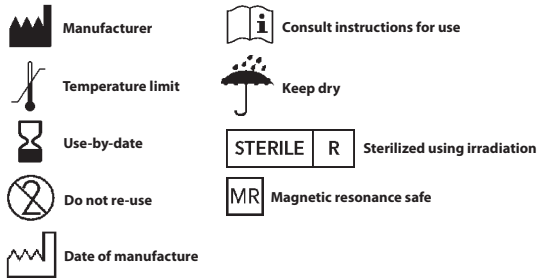 Manufacturer
Temperature limit
Use-by-date
2
Do not re-use
Date of manufacture
i
Consult instructions for use
Keep dry
STERILE R
Sterilized using irradiation
MR
Magnetic resonance safe